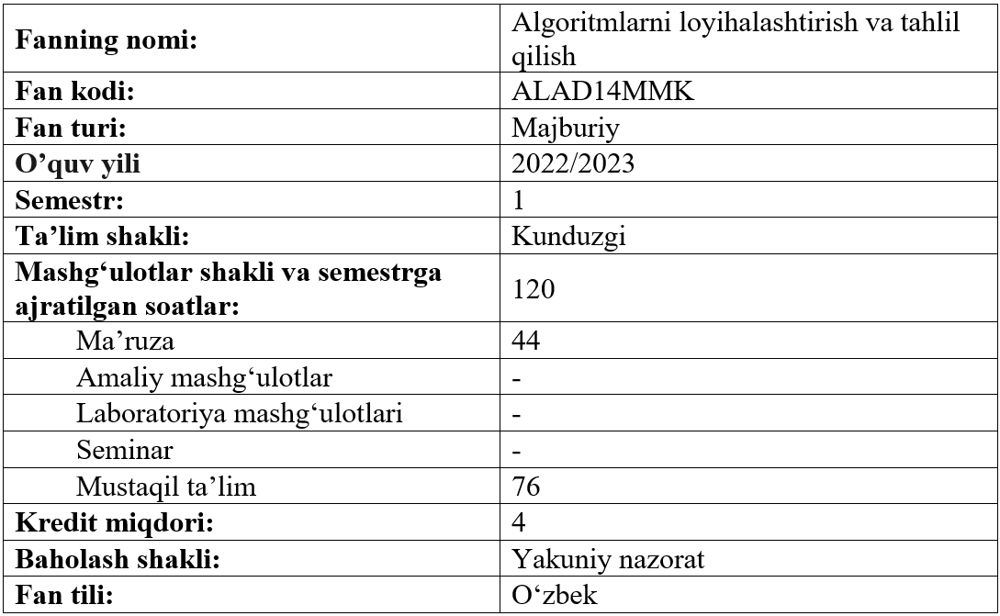 Fanning nomi:
Algoritmlarni loyihalashtirish va tahlil
qilish
Fan kodi:
ALAD14MMK
Fan turi:
Majburiy
O’quv yili
2022/2023
Semestr:
1
Ta’lim shakli:
Kunduzgi
Mashg‘ulotlar shakli va semestrga
ajratilgan soatlar:
120
Ma’ruza
44
Amaliy mashg‘ulotlar
-
Laboratoriya mashg‘ulotlari
-
Seminar
-
Mustaqil ta’lim
76
Kredit miqdori:
4
Baholash shakli:
Yakuniy nazorat
Fan tili:
O‘zbek